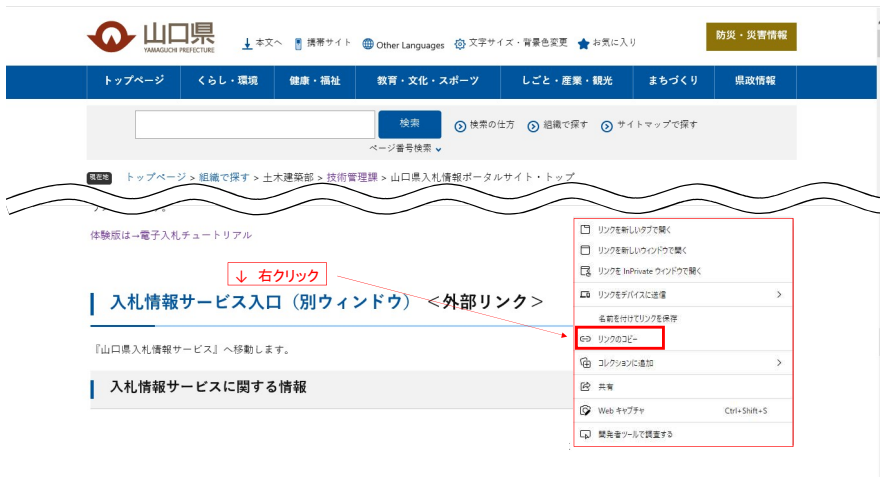 山口県
YAMAGUCHI PREFECTURE
本文へ 携帯サイト Other Languages 文字サイズ・背景色変更 お気に入り
防災・災害情報
トップページ くらし・環境 健康・福祉 教育・文化・スポーツ しごと・産業・観光 まちづくり 県政情報
検索 検索の仕方 組織で探す サイトマップで探す
ページ番号検索
現在地 トップページ > 組織で探す > 土木建築部 > 技術管理課 > 山口県入札情報ポータルサイト・トップ
体験版は→電子入札チュートリアル
↓ 右クリック
入札情報サービス入口（別ウィンドウ） <外部リンク>
『山口県入札情報サービス』へ移動します。
入札情報サービスに関する情報
リンクを新しいタブで開く
リンクを新しいウィンドウで開く
リンクを InPrivate ウィンドウで開く
リンクをデバイスに送信
名前を付けてリンクを保存
リンクのコピー
コレクションに追加
共有
Web キャプチャ Ctrl+Shift+S
開発者ツールで調査する